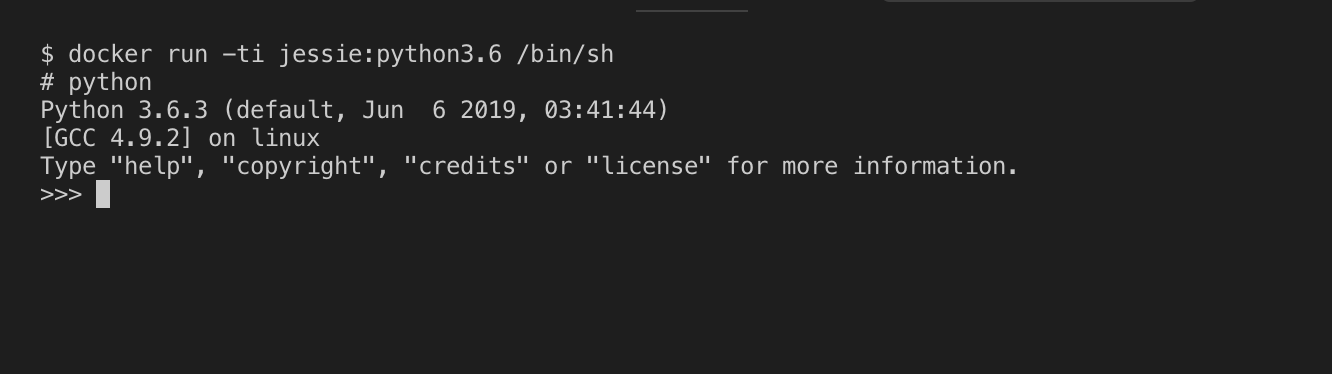 $ docker run -ti jessie:python3.6 /bin/sh
# python
Python 3.6.3 (default, Jun  6 2019, 03:41:44)
[GCC 4.9.2] on linux
Type "help", "copyright", "credits" or "license" for more information.
>>>